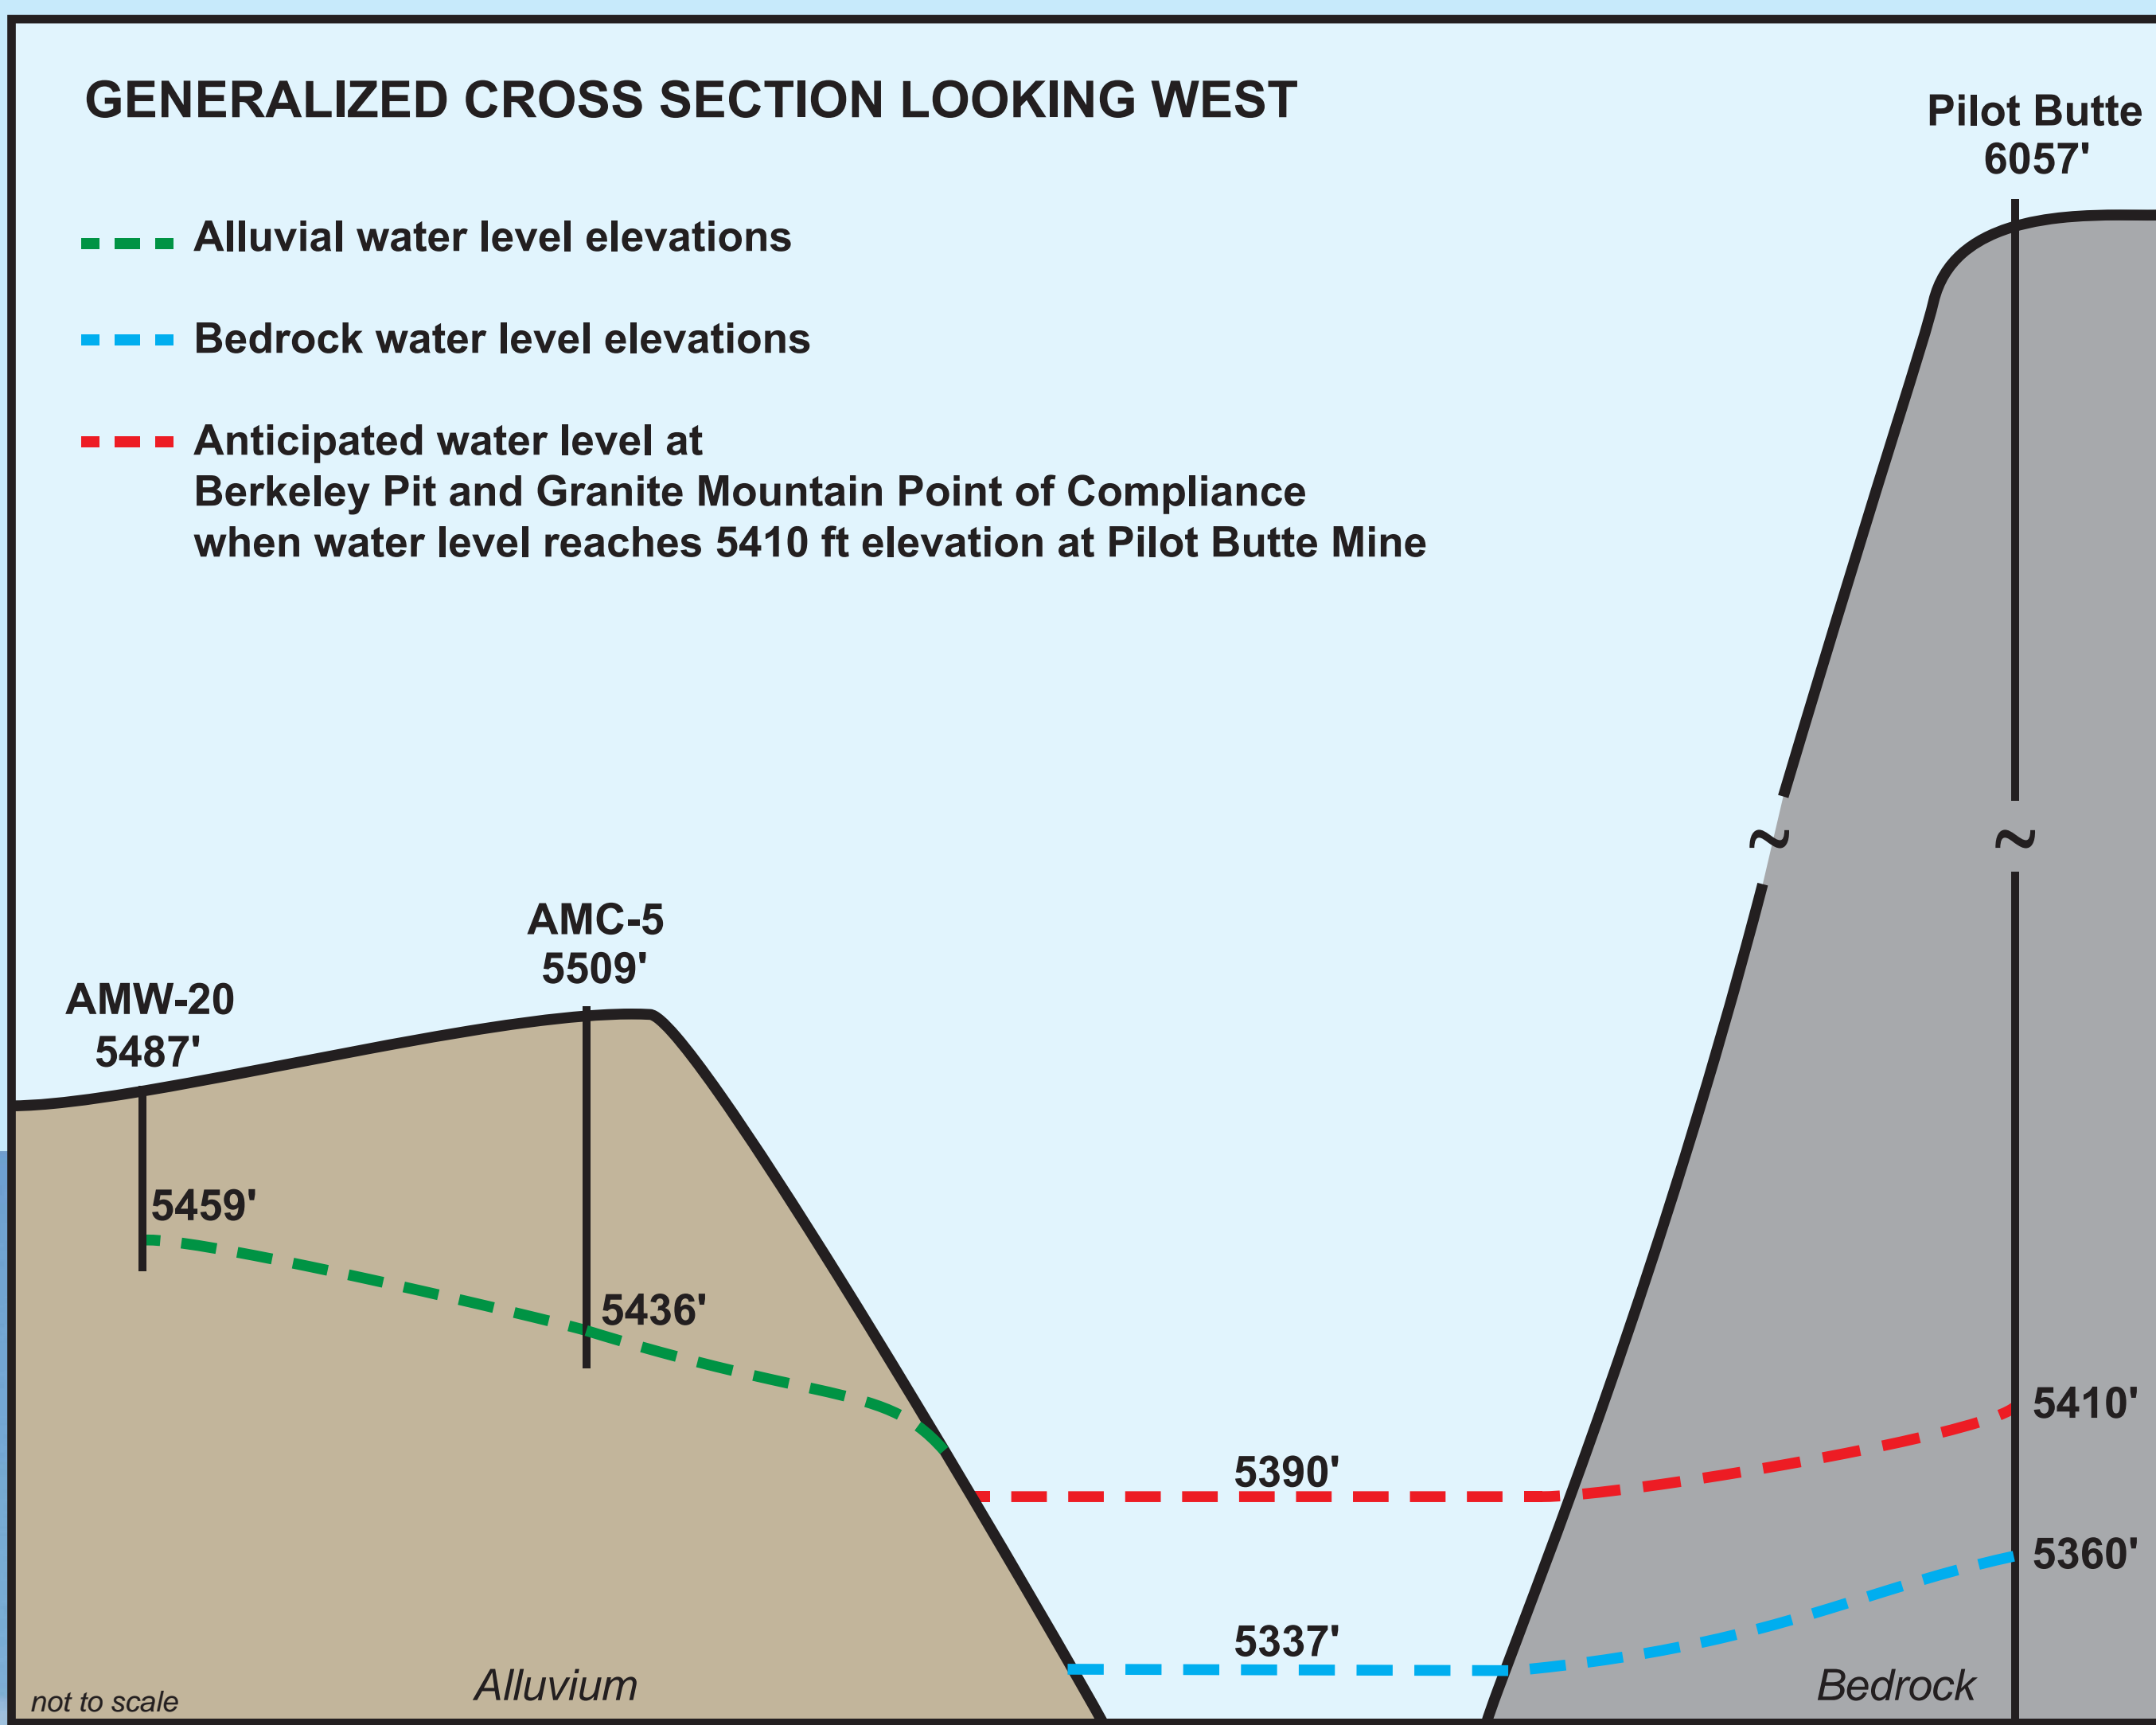 GENERALIZED CROSS SECTION LOOKING WEST
Pilot Butte
6057'
Alluvial water level elevations
Bedrock water level elevations
Anticipated water level at
Berkeley Pit and Granite Mountain Point of Compliance
when water level reaches 5410 ft elevation at Pilot Butte Mine
~
~
AMC-5
5509'
AMW-20
5487'
5459'
5436'
5410'
5390'
5360'
5337'
Alluvium
Bedrock
not to scale